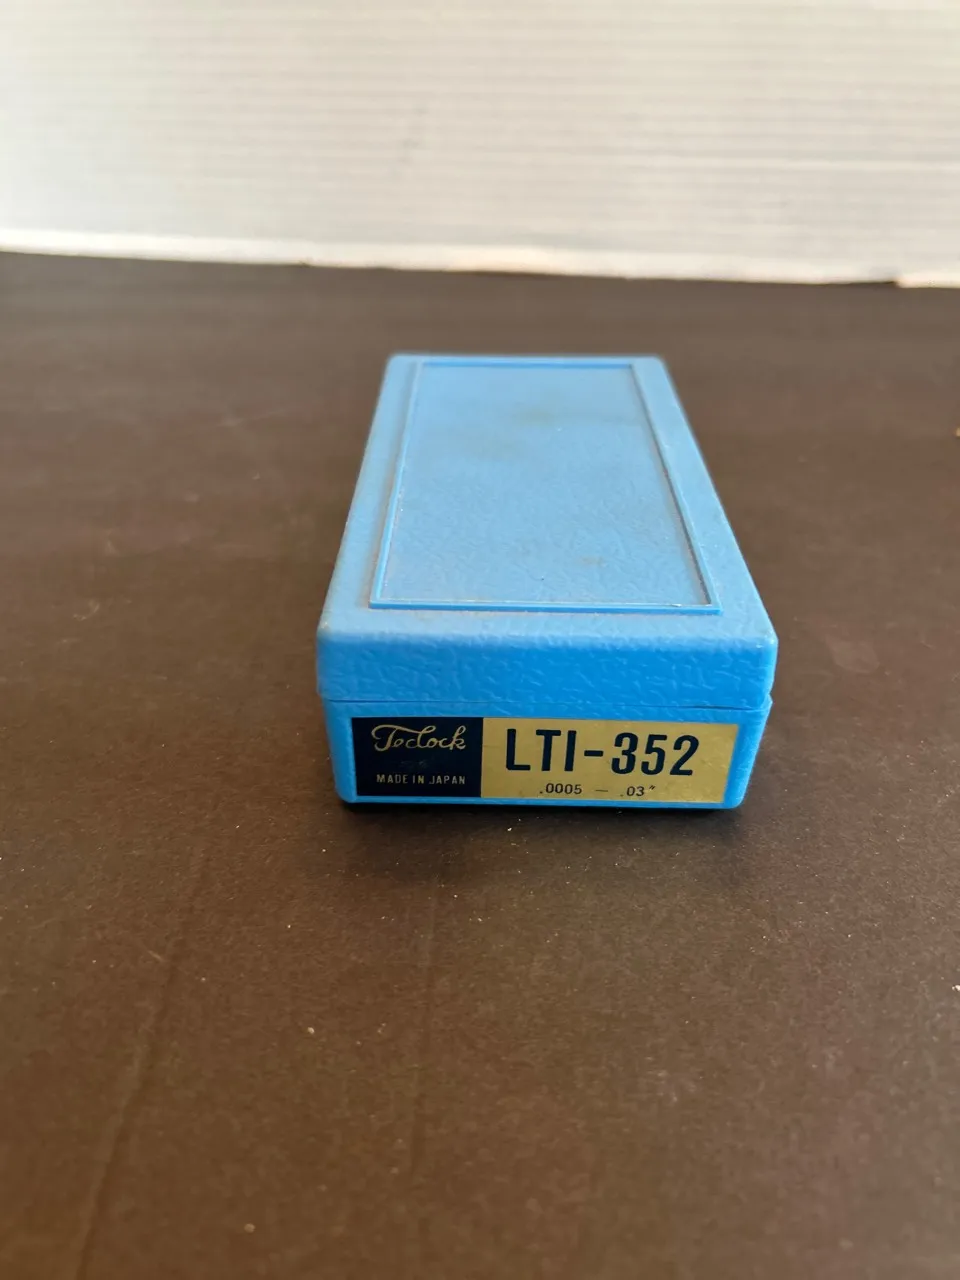 Teclock
MADE IN JAPAN
LTI-352
.0005 — .03"